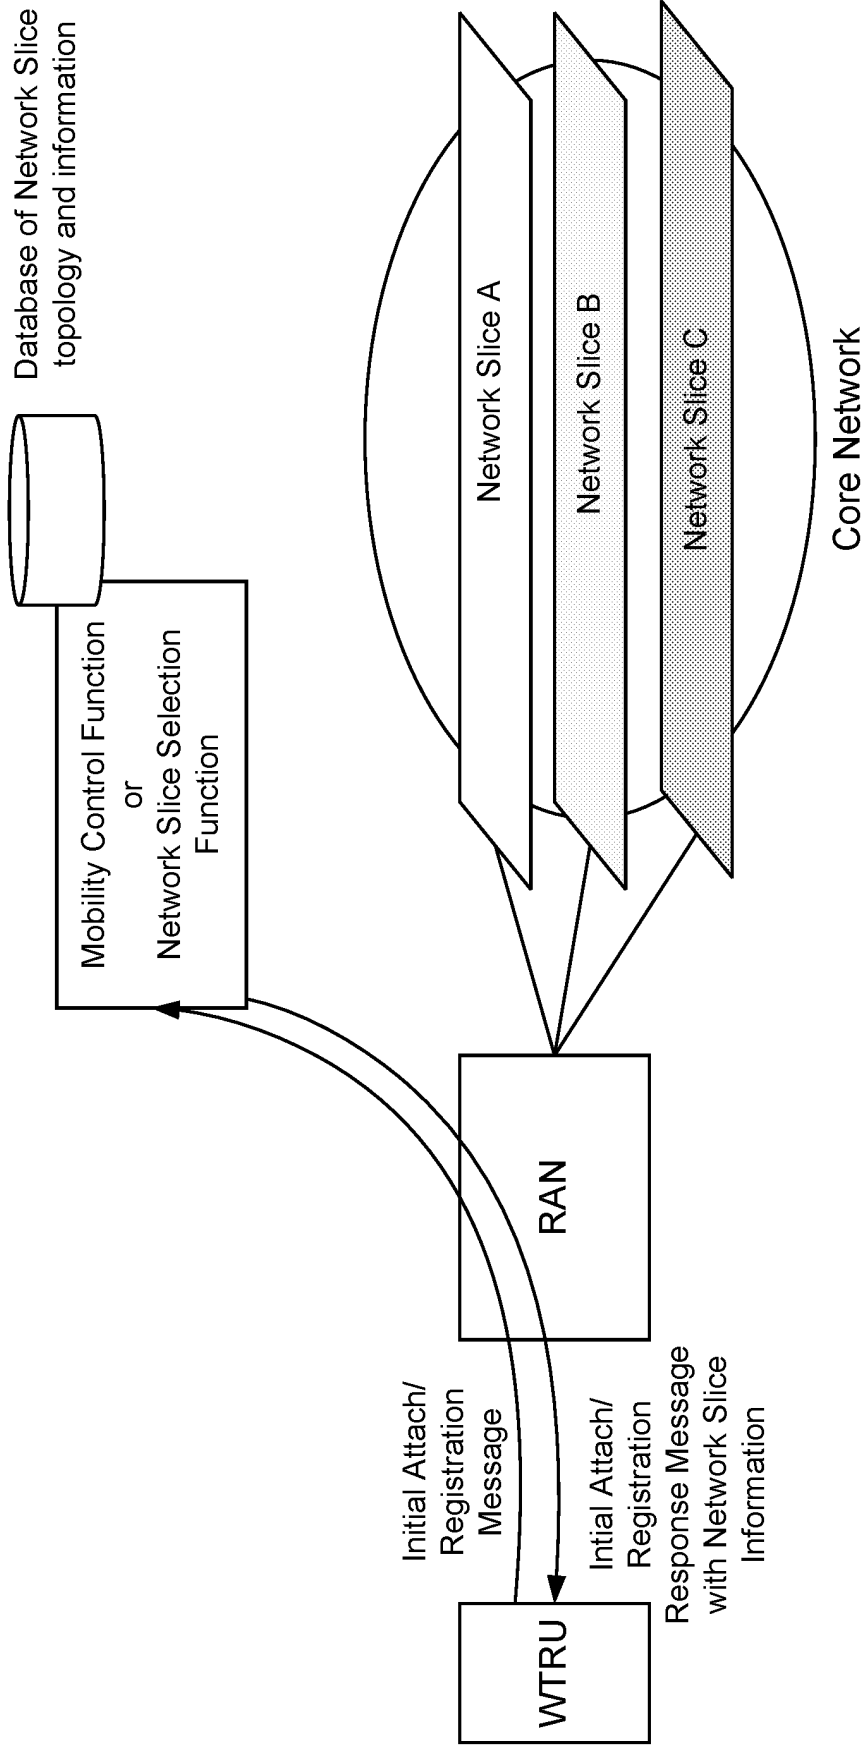 Database of Network Slice
topology and information
Mobility Control Function
or
Network Slice Selection
Function
Initial Attach/
Registration
Message
WTRU
Intial Attach/
Registration
Response Message
with Network Slice
Information
RAN
Network Slice A
Network Slice B
Network Slice C
Core Network